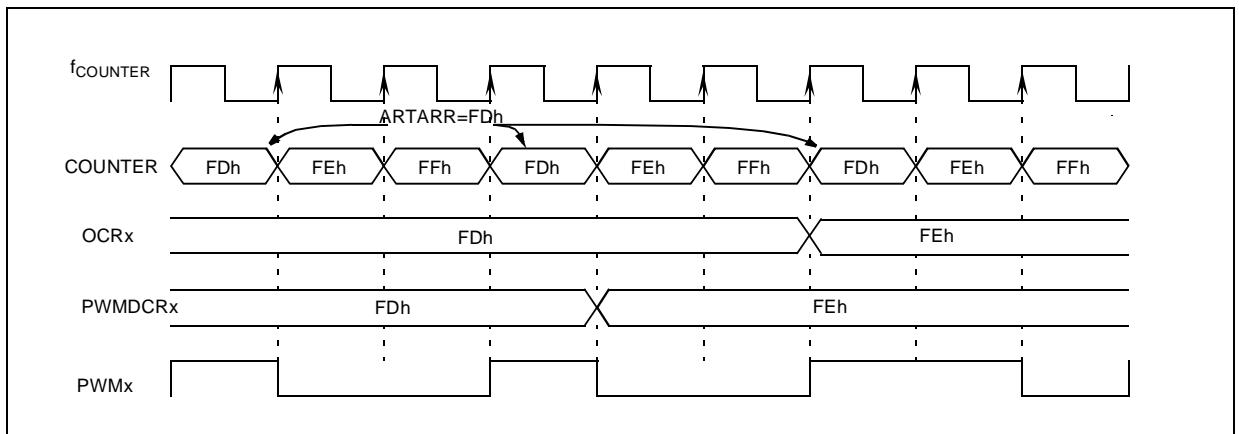 fCOUNTER
ARTARR=FDh
COUNTER FDh FEh FFh FDh FEh FFh FDh FEh FFh
OCRx FDh FEh
PWMDCRx FDh FEh
PWMx